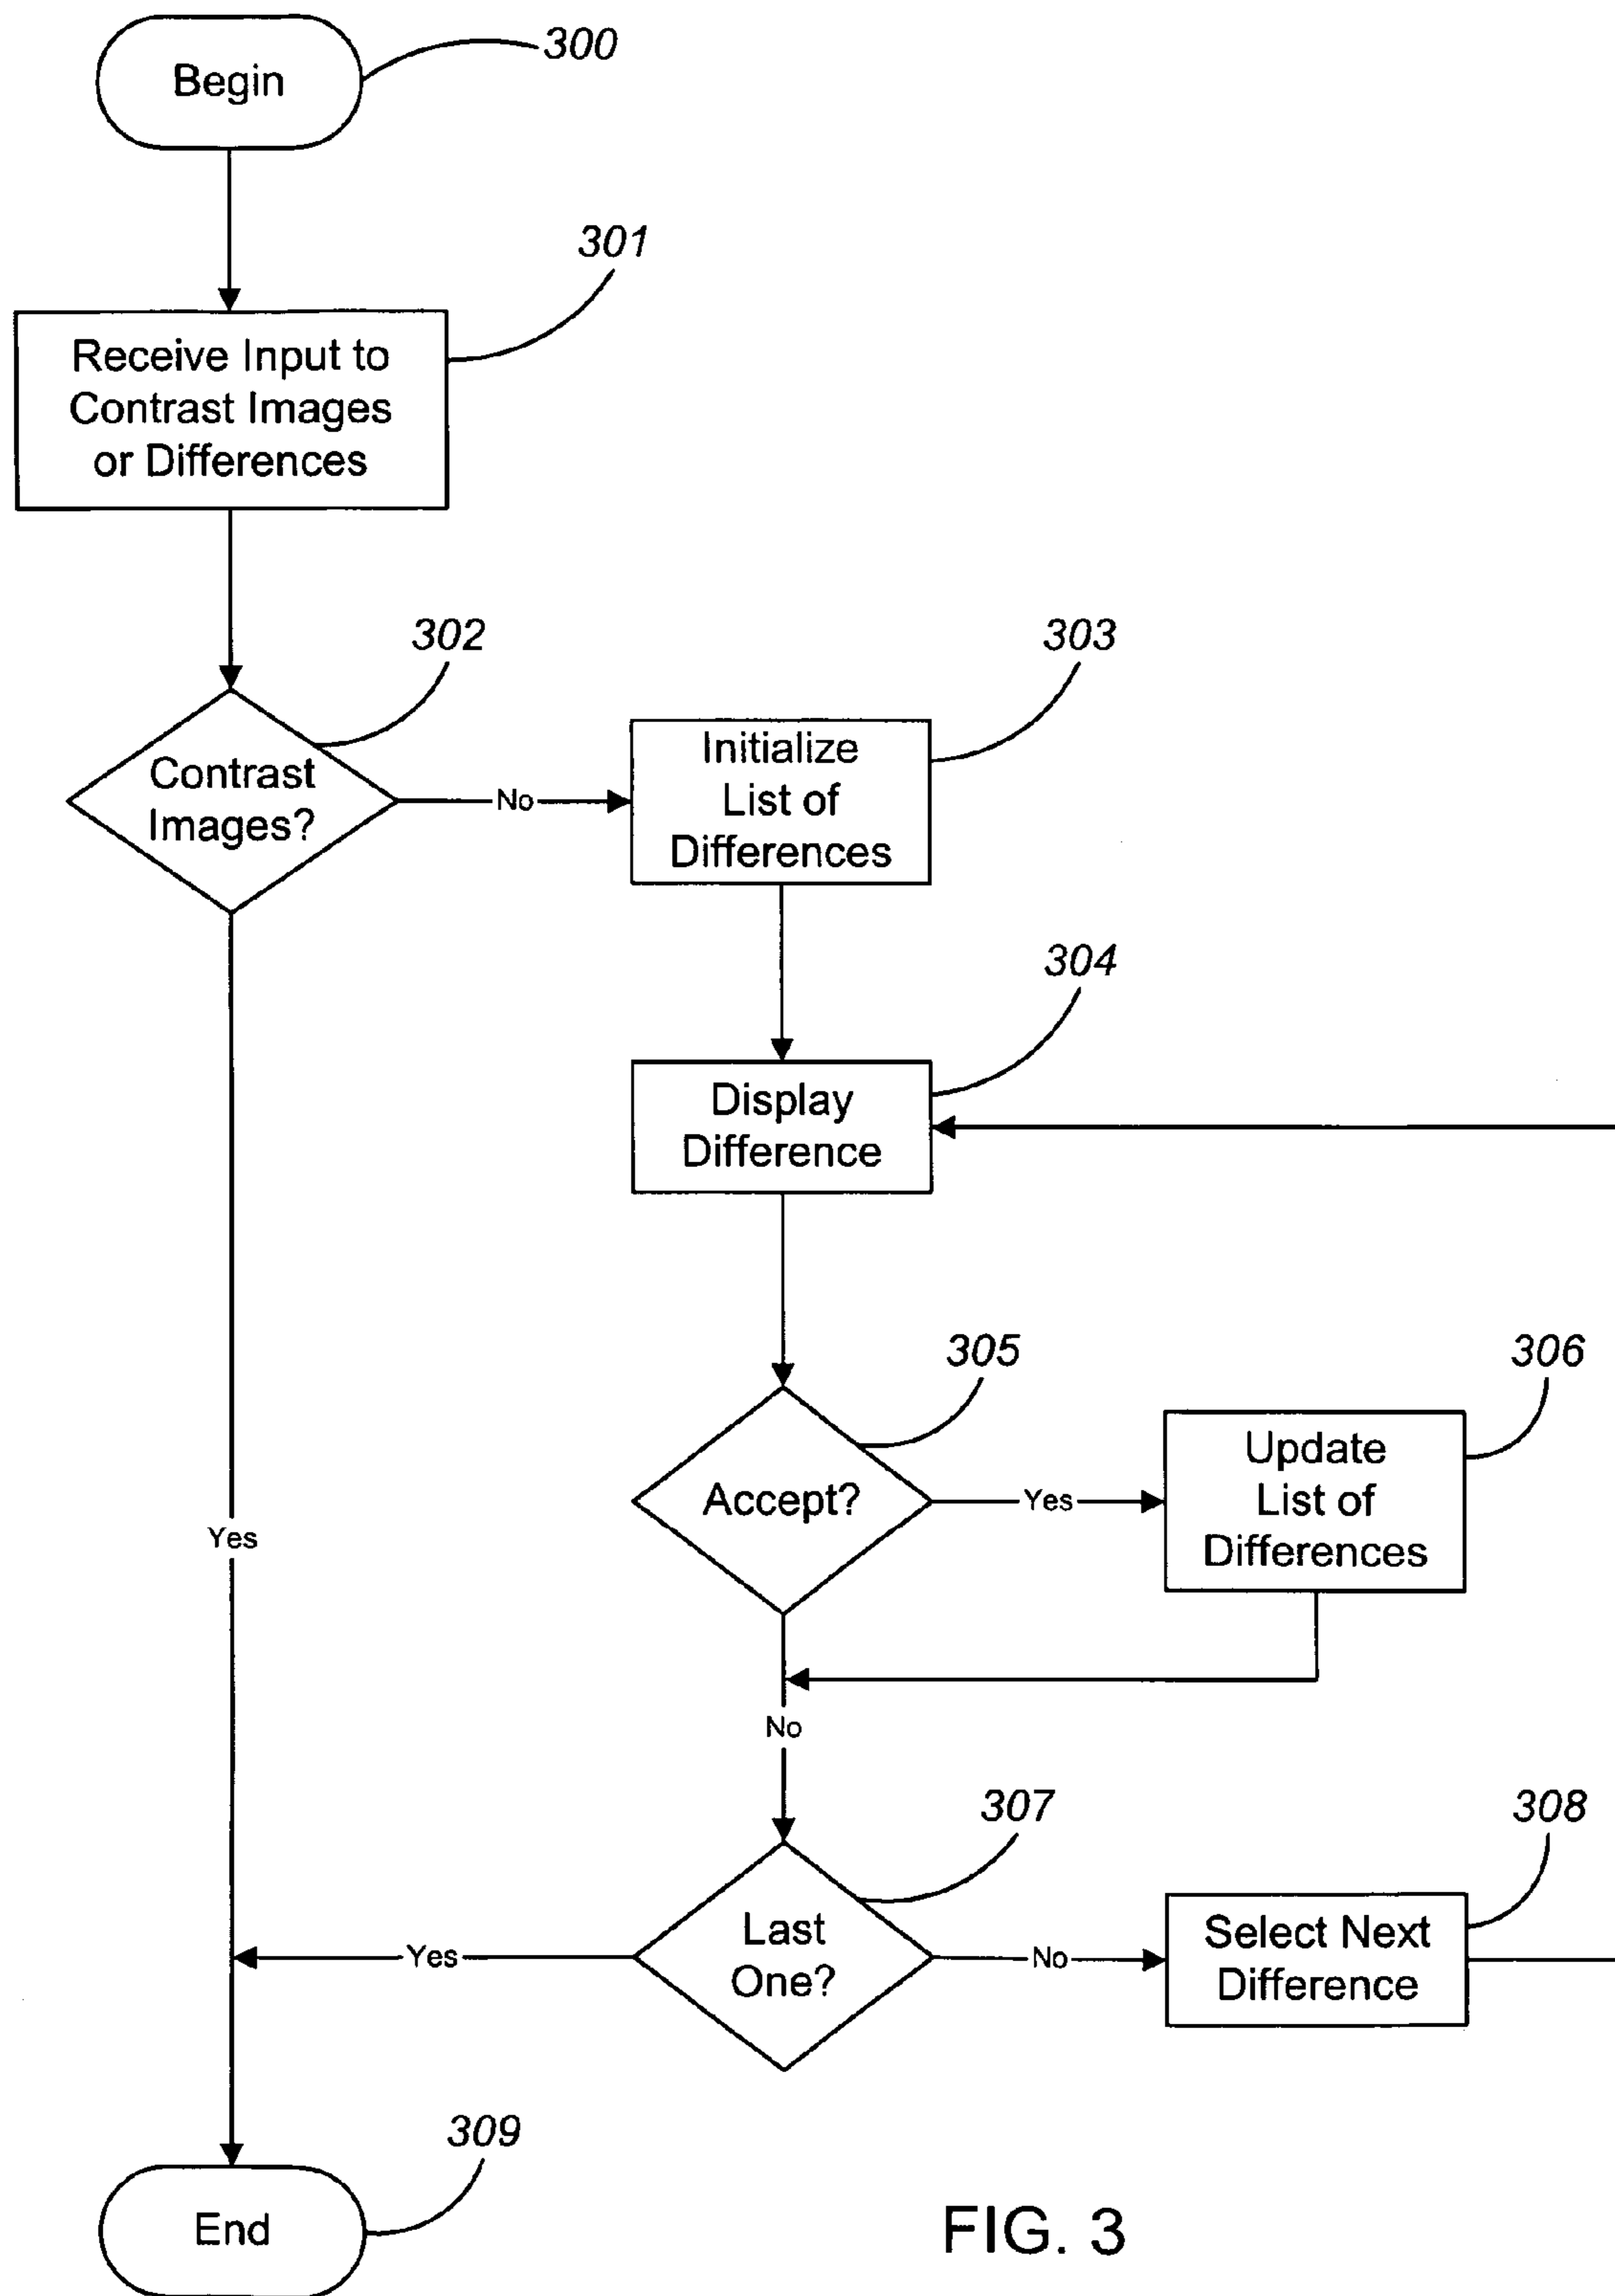 300
Begin
301
Receive Input to
Contrast Images
or Differences
302
Contrast
Images?
No
303
Initialize
List of
Differences
304
Display
Difference
305
Accept?
Yes
306
Update
List of
Differences
Yes
No
307
Last
One?
Yes
No
308
Select Next
Difference
309
End
FIG. 3